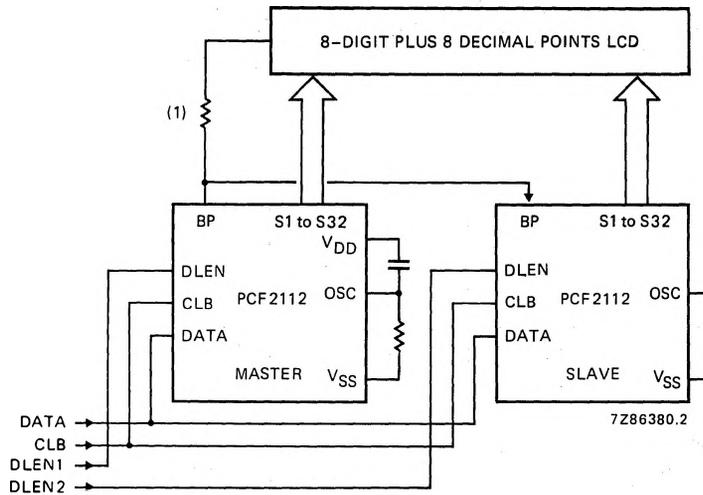 8-DIGIT PLUS 8 DECIMAL POINTS LCD
(1)
BP
S1 to S32
VDD
DLEN
CLB
PCF2112
OSC
DATA
MASTER
VSS
BP
S1 to S32
DLEN
CLB
PCF2112
OSC
DATA
SLAVE
VSS
7Z86380.2
DATA
CLB
DLEN1
DLEN2